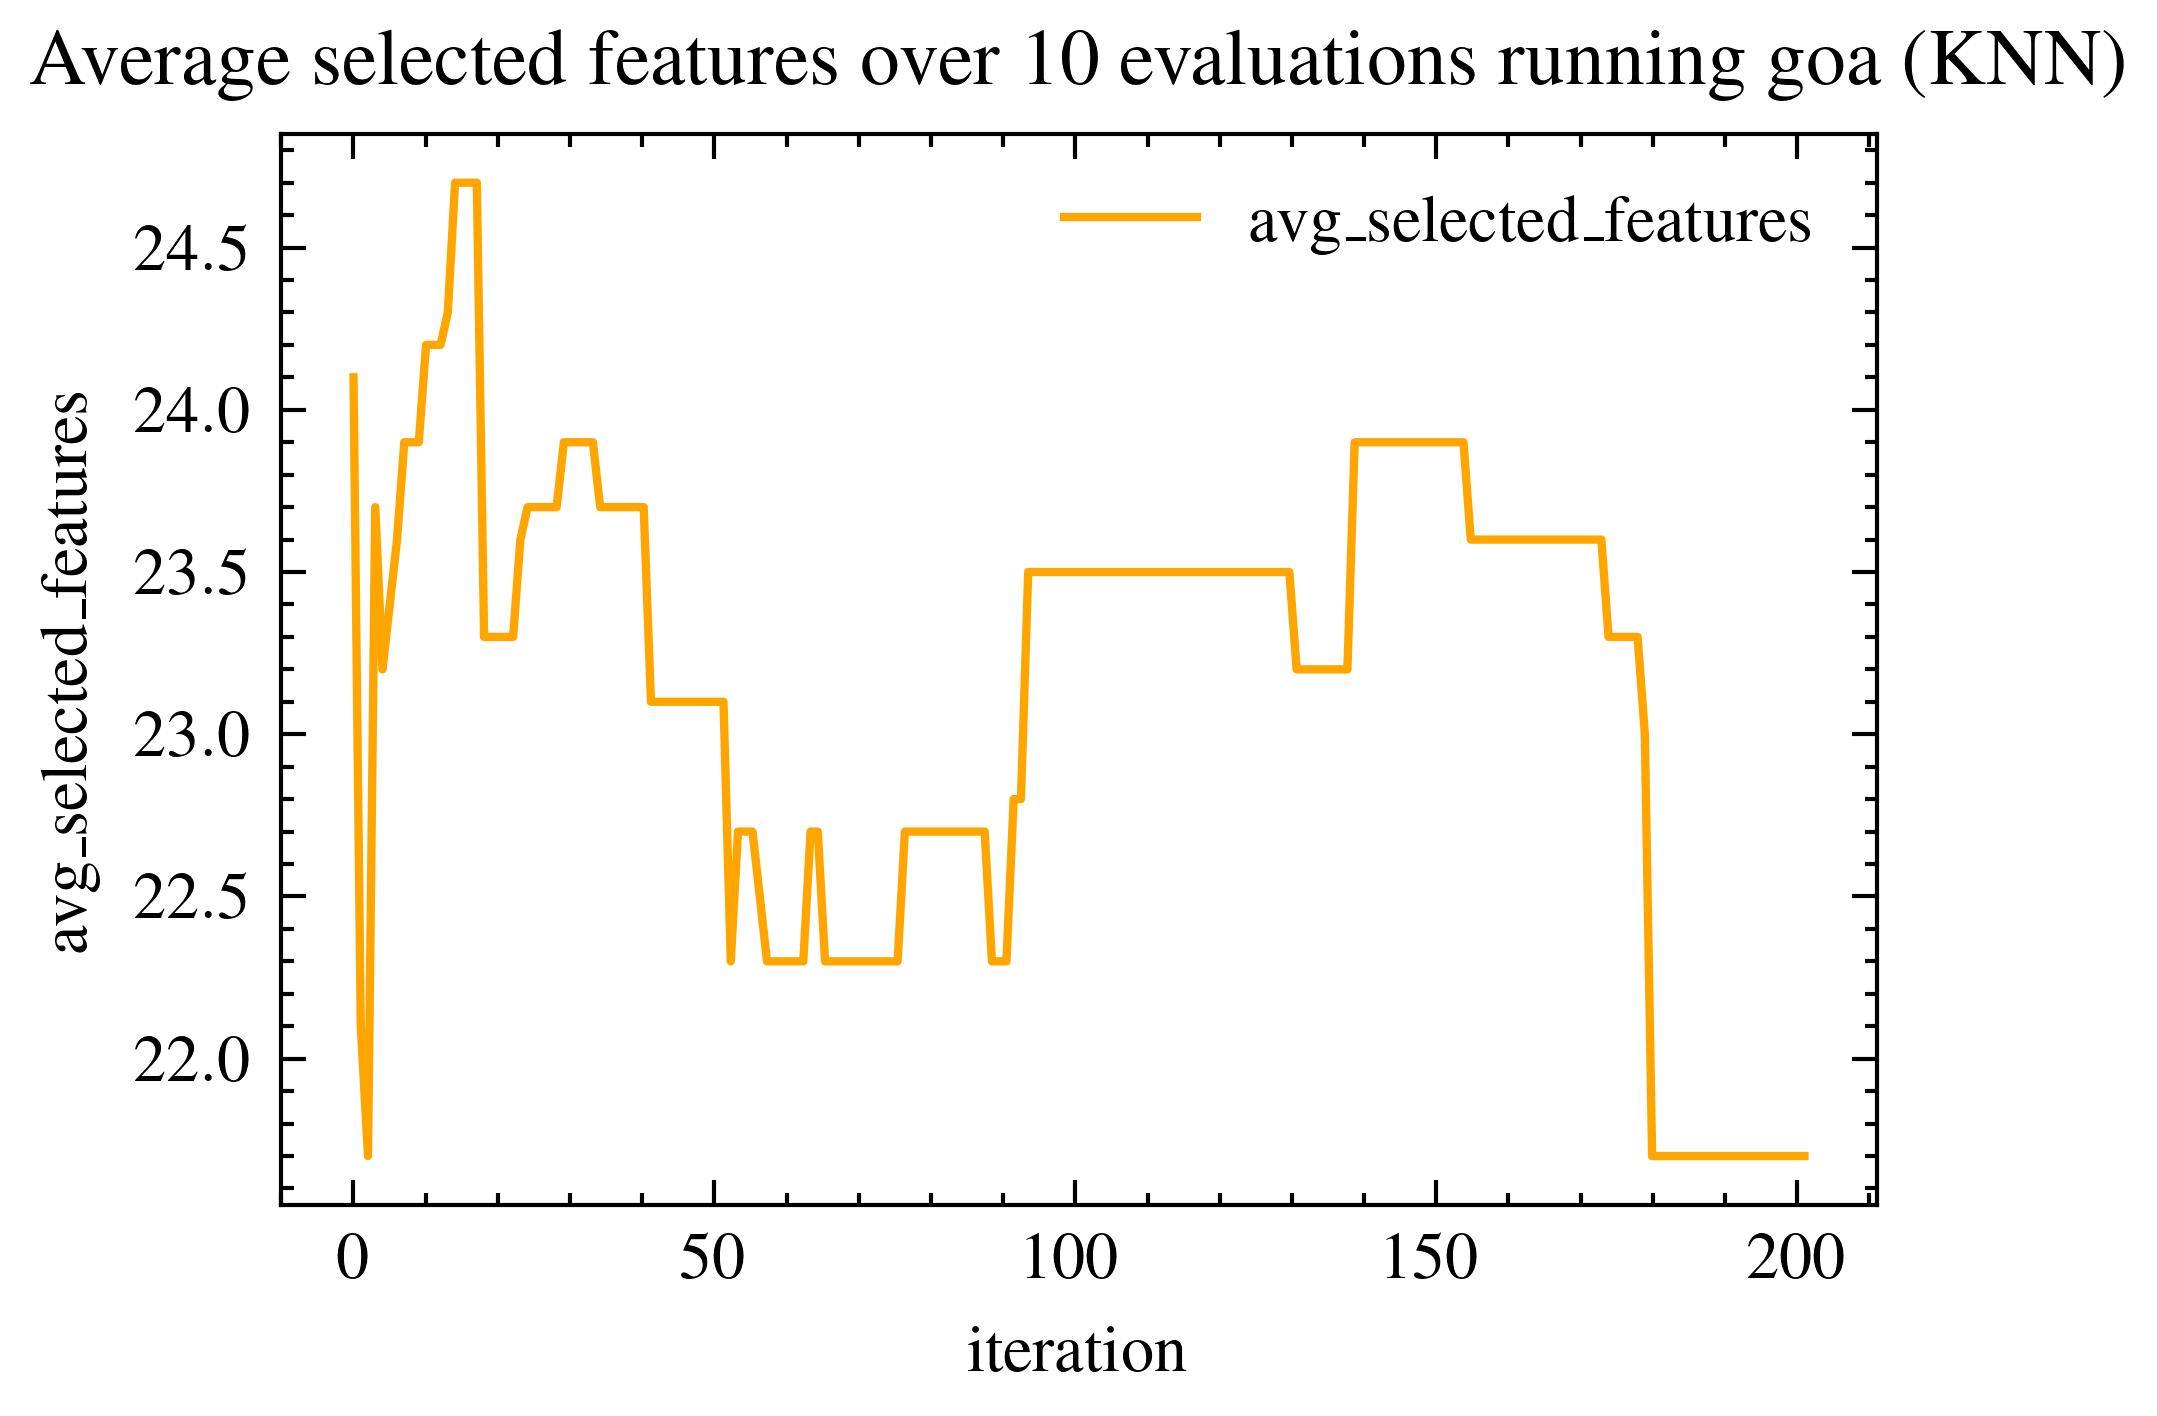 Average selected features over 10 evaluations running goa (KNN)
avg_selected_features
24.5
24.0
23.5
23.0
22.5
22.0
avg_selected_features
0 50 100 150 200
iteration